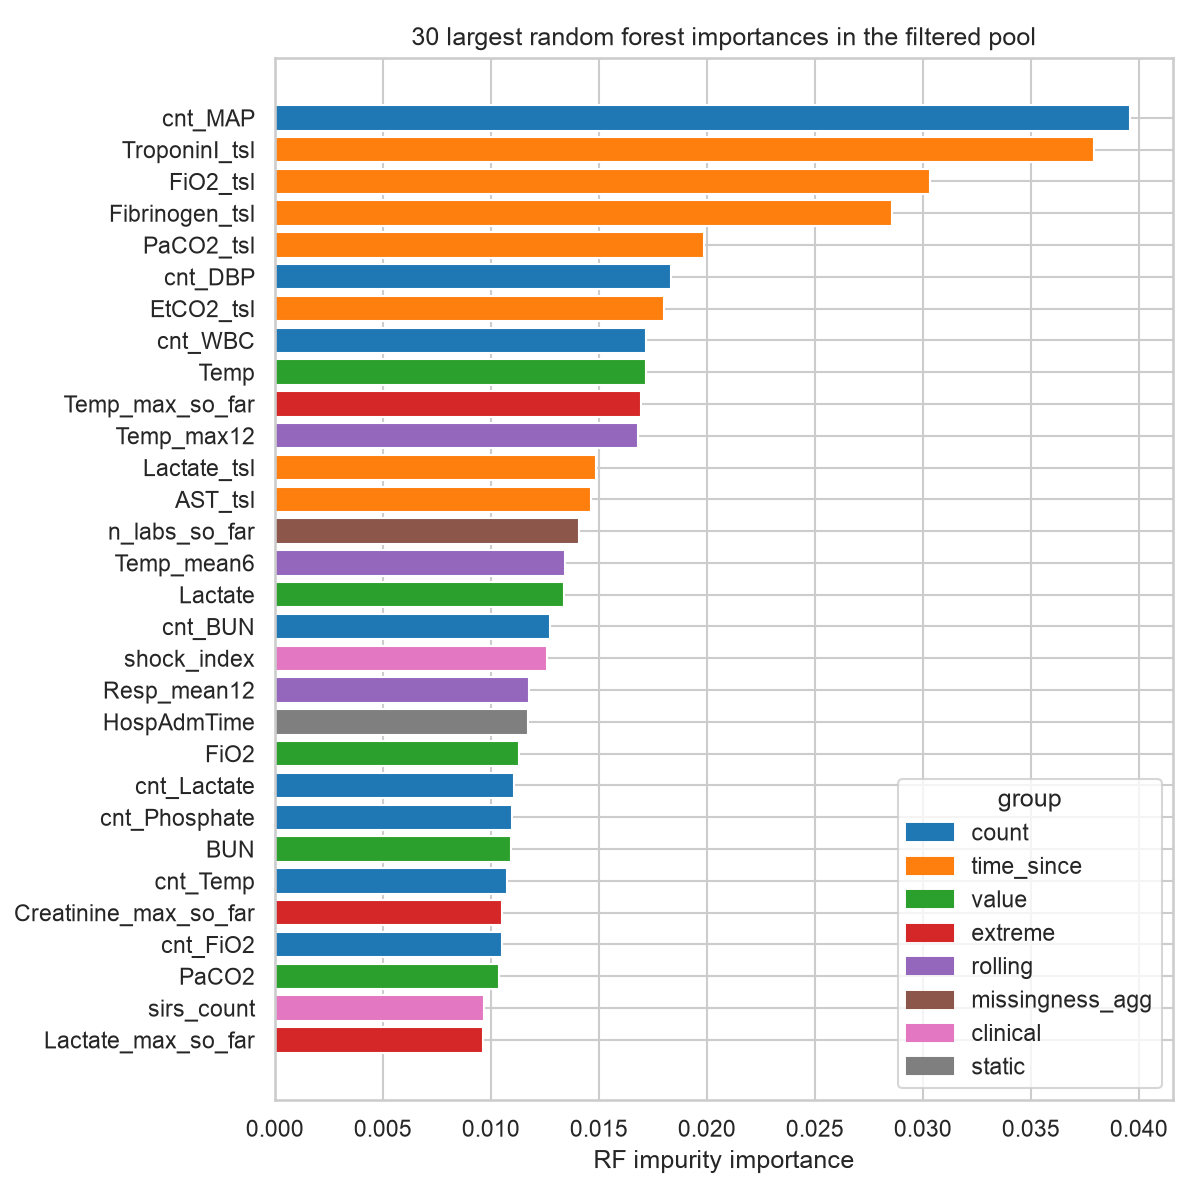 30 largest random forest importances in the filtered pool
cnt_MAP
TroponinI_tsl
FiO2_tsl
Fibrinogen_tsl
PaCO2_tsl
cnt_DBP
EtCO2_tsl
cnt_WBC
Temp
Temp_max_so_far
Temp_max12
Lactate_tsl
AST_tsl
n_labs_so_far
Temp_mean6
Lactate
cnt_BUN
shock_index
Resp_mean12
HospAdmTime
FiO2
cnt_Lactate
cnt_Phosphate
BUN
cnt_Temp
Creatinine_max_so_far
cnt_FiO2
PaCO2
sirs_count
Lactate_max_so_far
group
count
time_since
value
extreme
rolling
missingness_agg
clinical
static
0.000 0.005 0.010 0.015 0.020 0.025 0.030 0.035 0.040
RF impurity importance